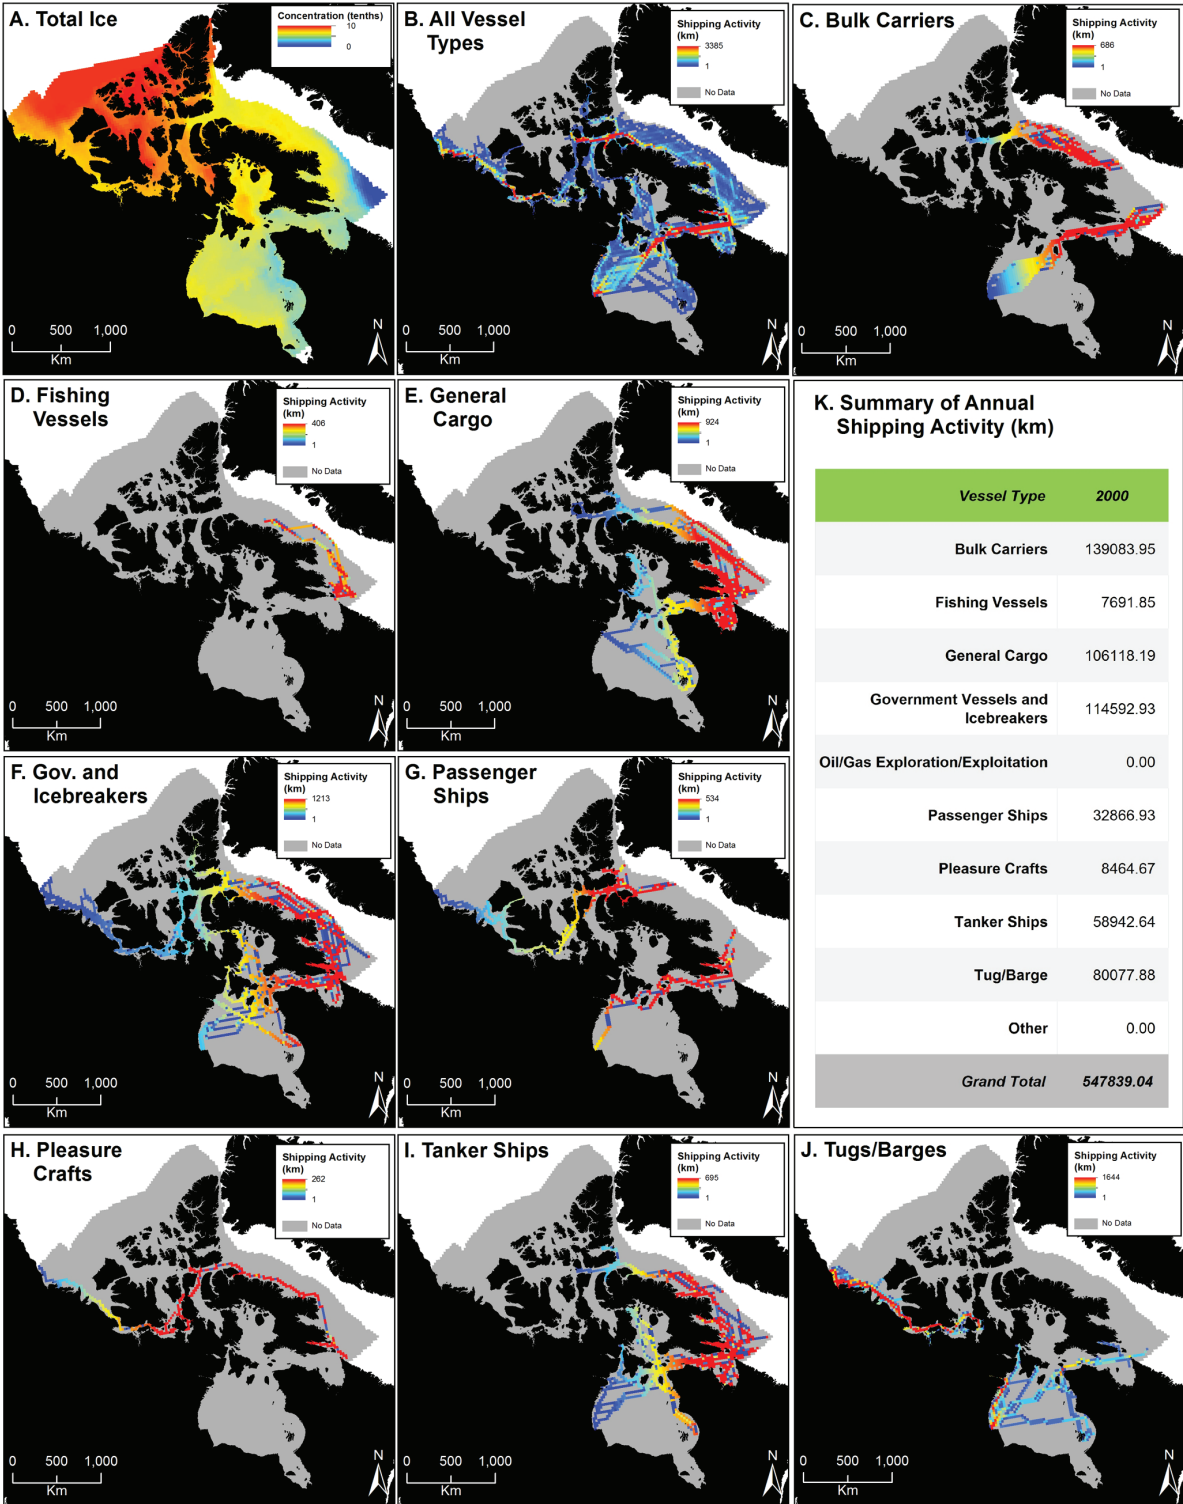 A. Total Ice
Concentration (tenths)
10
0
0 500 1,000
Km
N
B. All Vessel
Types
Shipping Activity
(km)
3385
1
No Data
0 500 1,000
Km
N
C. Bulk Carriers
Shipping Activity
(km)
686
1
No Data
0 500 1,000
Km
N
D. Fishing
Vessels
Shipping Activity
(km)
406
1
No Data
0 500 1,000
Km
N
E. General
Cargo
Shipping Activity
(km)
924
1
No Data
0 500 1,000
Km
N
K. Summary of Annual
Shipping Activity (km)
Vessel Type 2000
Bulk Carriers 139083.95
Fishing Vessels 7691.85
General Cargo 106118.19
Government Vessels and
Icebreakers 114592.93
Oil/Gas Exploration/Exploitation 0.00
Passenger Ships 32866.93
Pleasure Crafts 8464.67
Tanker Ships 58942.64
Tug/Barge 80077.88
Other 0.00
Grand Total 547839.04
F. Gov. and
Icebreakers
Shipping Activity
(km)
1213
1
No Data
0 500 1,000
Km
N
G. Passenger
Ships
Shipping Activity
(km)
534
1
No Data
0 500 1,000
Km
N
H. Pleasure
Crafts
Shipping Activity
(km)
262
1
No Data
0 500 1,000
Km
N
I. Tanker Ships
Shipping Activity
(km)
695
1
No Data
0 500 1,000
Km
N
J. Tugs/Barges
Shipping Activity
(km)
1644
1
No Data
0 500 1,000
Km
N